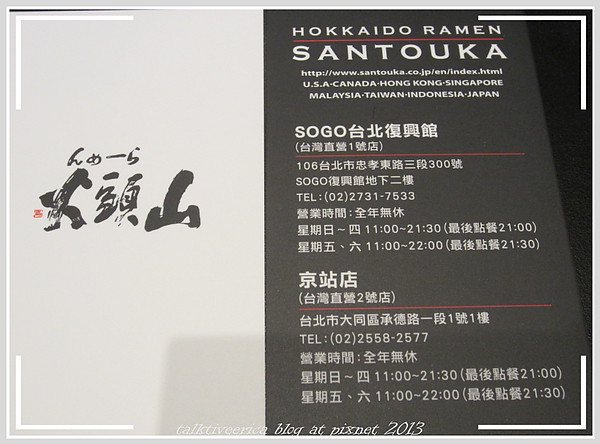 んめーら
山頭火
HOKKAIDO RAMEN
SANTOUKA
http://www.santouka.co.jp/en/index.html
U.S.A·CANADA·HONG KONG·SINGAPORE
MALAYSIA·TAIWAN·INDONESIA·JAPAN
SOGO台北復興館
(台灣直營1號店)
106台北市忠孝東路三段300號
SOGO復興館地下二樓
TEL:(02)2731-7533
營業時間:全年無休
星期日~四 11:00~21:30(最後點餐21:00)
星期五、六 11:00~22:00(最後點餐21:30)
京站店
(台灣直營2號店)
台北市大同區承德路一段1號1樓
TEL:(02)2558-2577
營業時間:全年無休
星期日~四 11:00~21:30(最後點餐21:00)
星期五、六 11:00~22:00(最後點餐21:30)
talktiveerica blog at pixnet 2013